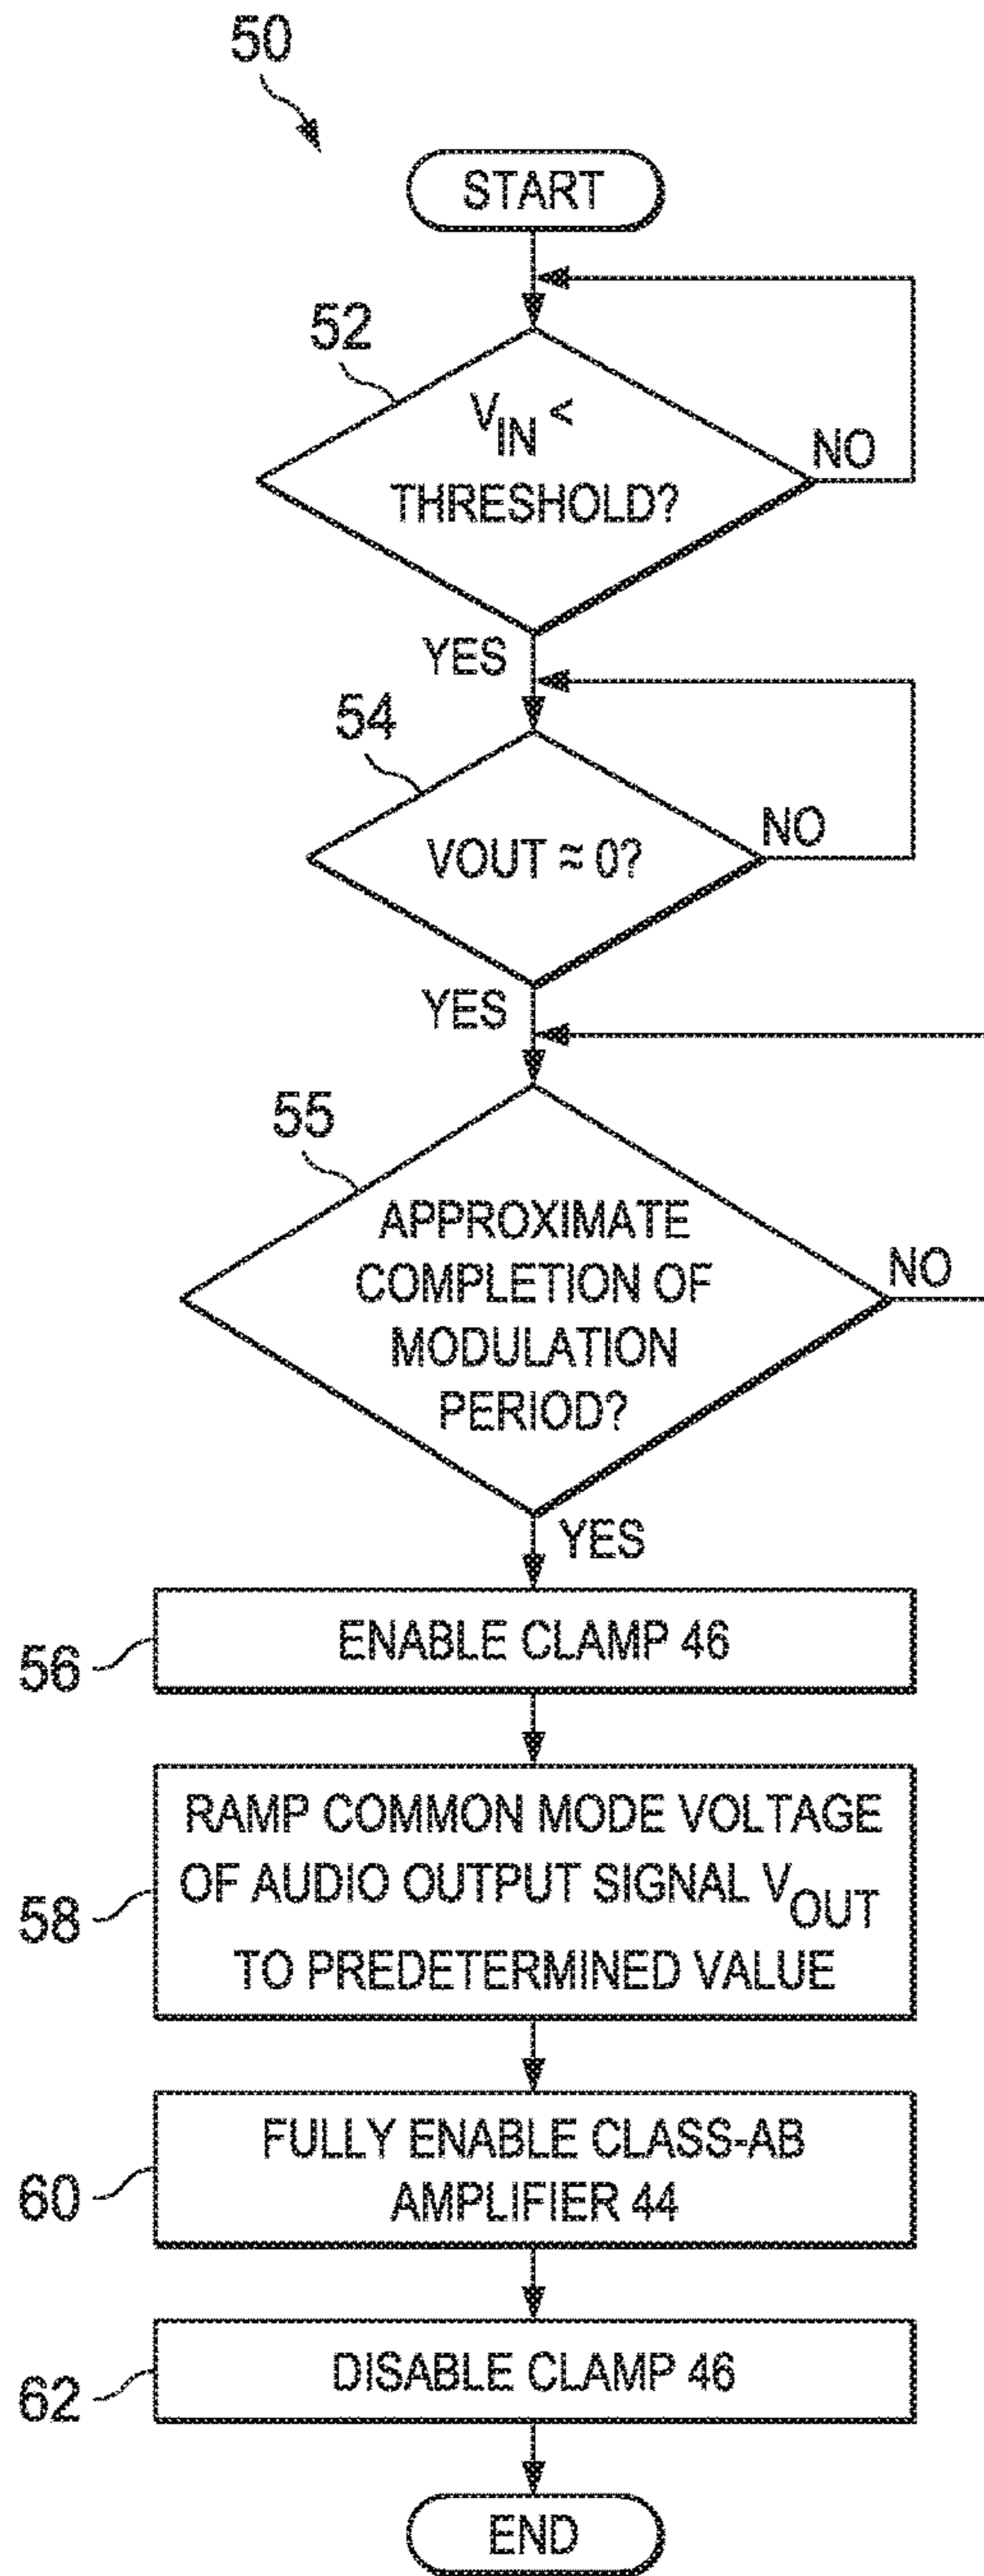 50
START
52
V_IN <
THRESHOLD?
NO
YES
54
VOUT ≈ 0?
NO
YES
55
APPROXIMATE
COMPLETION OF
MODULATION
PERIOD?
NO
YES
56
ENABLE CLAMP 46
58
RAMP COMMON MODE VOLTAGE
OF AUDIO OUTPUT SIGNAL V_OUT
TO PREDETERMINED VALUE
60
FULLY ENABLE CLASS-AB
AMPLIFIER 44
62
DISABLE CLAMP 46
END